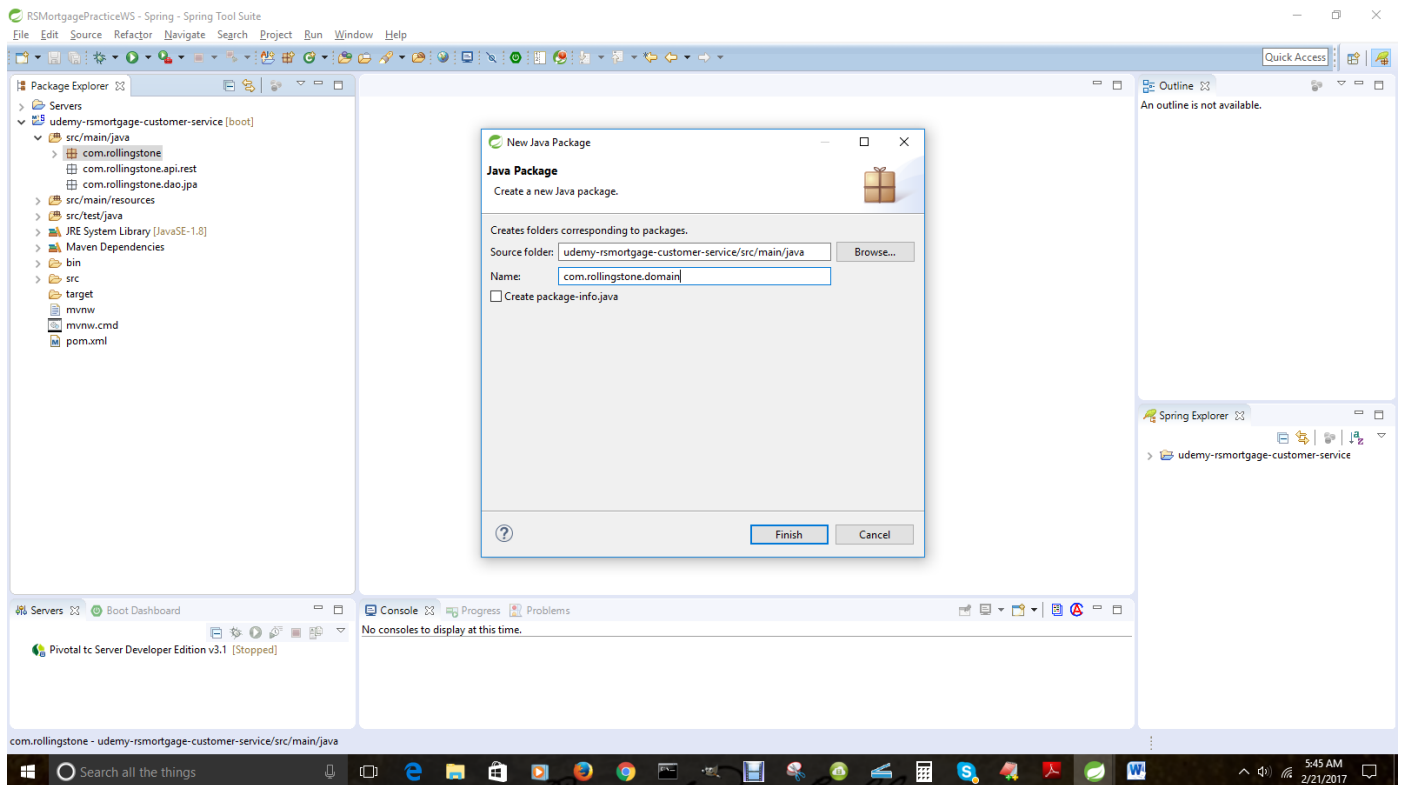 RSMortgagePracticeWS - Spring - Spring Tool Suite
File Edit Source Refactor Navigate Search Project Run Window Help
Quick Access
Package Explorer
Servers
udemy-rsmortgage-customer-service [boot]
src/main/java
com.rollingstone
com.rollingstone.api.rest
com.rollingstone.dao.jpa
src/main/resources
src/test/java
JRE System Library [JavaSE-1.8]
Maven Dependencies
bin
src
target
mvnw
mvnw.cmd
pom.xml
New Java Package
Java Package
Create a new Java package.
Creates folders corresponding to packages.
Source folder: udemy-rsmortgage-customer-service/src/main/java Browse...
Name: com.rollingstone.domain
Create package-info.java
Finish Cancel
Outline
An outline is not available.
Spring Explorer
udemy-rsmortgage-customer-service
Servers Boot Dashboard
Pivotal tc Server Developer Edition v3.1 [Stopped]
Console Progress Problems
No consoles to display at this time.
com.rollingstone - udemy-rsmortgage-customer-service/src/main/java
Search all the things
5:45 AM
2/21/2017